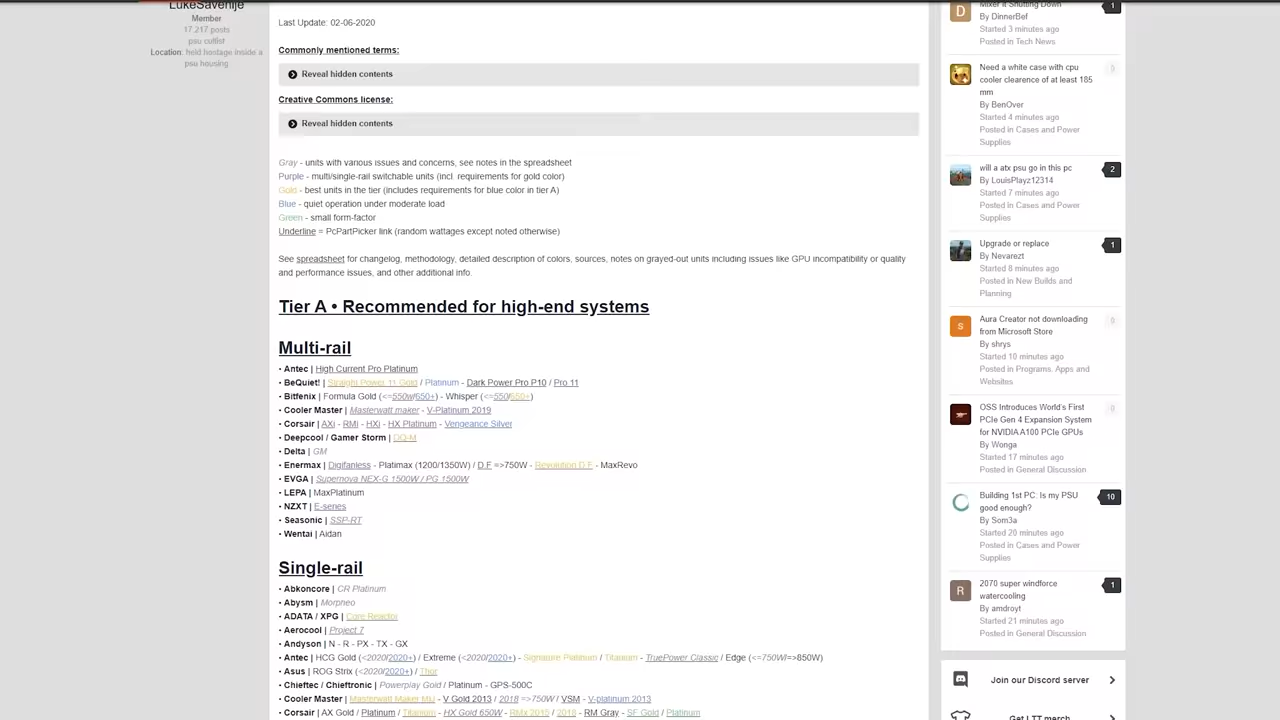 LukeSavenije
Member
17,217 posts
psu cultist
Location: held hostage inside a
psu housing
Last Update: 02-06-2020
Commonly mentioned terms:
Reveal hidden contents
Creative Commons license:
Reveal hidden contents
Gray - units with various issues and concerns, see notes in the spreadsheet
Purple - multi/single-rail switchable units (incl. requirements for gold color)
Gold - best units in the tier (includes requirements for blue color in tier A)
Blue - quiet operation under moderate load
Green - small form-factor
Underline = PcPartPicker link (random wattages except noted otherwise)
See spreadsheet for changelog, methodology, detailed description of colors, sources, notes on grayed-out units including issues like GPU incompatibility or quality
and performance issues, and other additional info.
Tier A • Recommended for high-end systems
Multi-rail
• Antec | High Current Pro Platinum
• BeQuiet! | Straight Power 11 Gold / Platinum - Dark Power Pro P10 / Pro 11
• Bitfenix | Formula Gold (<=550w/650+) - Whisper (<=550/650+)
• Cooler Master | Masterwatt maker - V-Platinum 2019
• Corsair | AXi - RMi - HXi - HX Platinum - Vengeance Silver
• Deepcool / Gamer Storm | DQ-M
• Delta | GM
• Enermax | Digifanless - Platimax (1200/1350W) / D.F =>750W - Revolution D.F - MaxRevo
• EVGA | Supernova NEX-G 1500W / PG 1500W
• LEPA | MaxPlatinum
• NZXT | E-series
• Seasonic | SSP-RT
• Wentai | Aidan
Single-rail
• Abkoncore | CR Platinum
• Abysm | Morpheo
• ADATA / XPG | Core Reactor
• Aerocool | Project 7
• Andyson | N - R - PX - TX - GX
• Antec | HCG Gold (<2020/2020+) / Extreme (<2020/2020+) - Signature Platinum / Titanium - TruePower Classic / Edge (<=750W/=>850W)
• Asus | ROG Strix (<2020/2020+) / Thor
• Chieftec / Chieftronic | Powerplay Gold / Platinum - GPS-500C
• Cooler Master | Masterwatt Maker MIJ - V Gold 2013 / 2018 =>750W / VSM - V-platinum 2013
• Corsair | AX Gold / Platinum / Titanium - HX Gold 650W - RMx 2015 / 2018 - RM Gray - SF Gold / Platinum
Mixer it Shutting Down
D
1
By DinnerBef
Started 3 minutes ago
Posted in Tech News
Need a white case with cpu
0
cooler clearence of at least 185
mm
By BenOver
Started 4 minutes ago
Posted in Cases and Power
Supplies
will a atx psu go in this pc
2
By LouisPlayz12314
Started 7 minutes ago
Posted in Cases and Power
Supplies
Upgrade or replace
1
By Nevarezt
Started 8 minutes ago
Posted in New Builds and
Planning
Aura Creator not downloading
0
from Microsoft Store
S
By shrys
Started 10 minutes ago
Posted in Programs, Apps and
Websites
OSS Introduces World's First
0
PCIe Gen 4 Expansion System
for NVIDIA A100 PCIe GPUs
By Wonga
Started 17 minutes ago
Posted in General Discussion
Building 1st PC: Is my PSU
10
good enough?
By Som3a
Started 20 minutes ago
Posted in Cases and Power
Supplies
2070 super windforce
1
watercooling
R
By amdroyt
Started 21 minutes ago
Posted in General Discussion
Join our Discord server
Get LTT merch